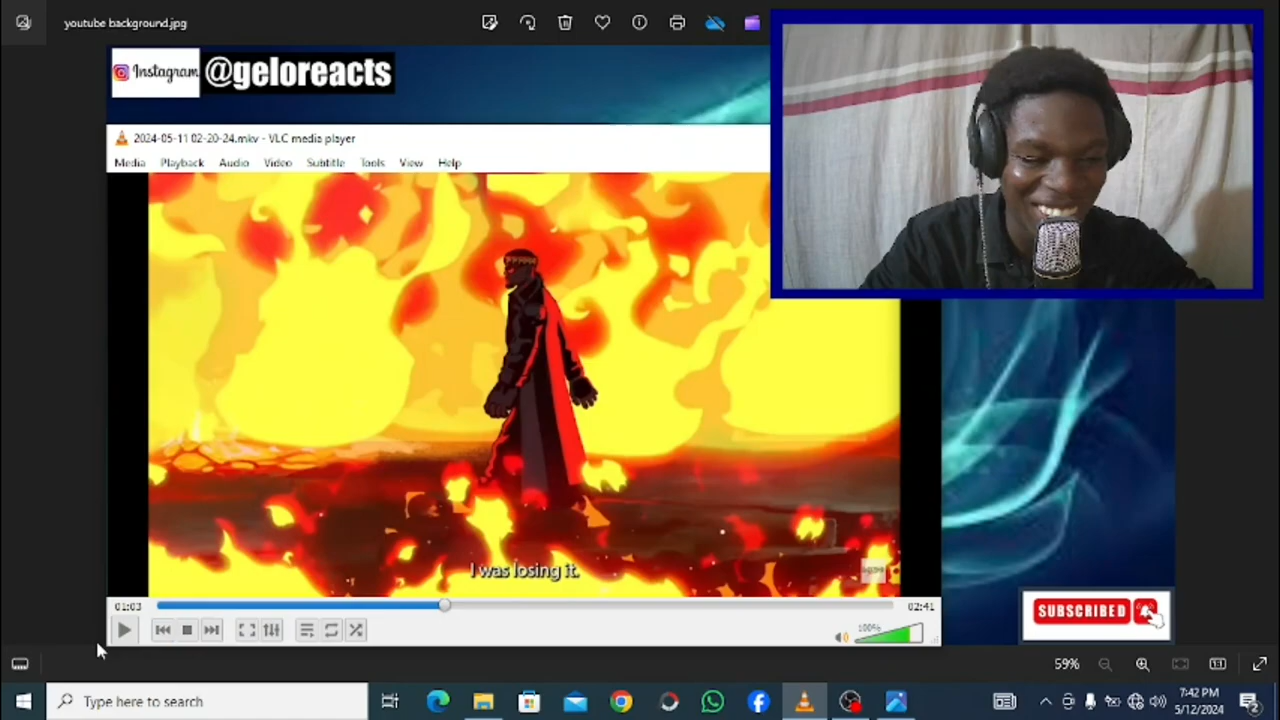 youtube background.jpg
Instagram @geloreacts
2024-05-11 02-20-24.mkv - VLC media player
Media Playback Audio Video Subtitle Tools View Help
I was losing it.
01:03
02:41
100%
SUBSCRIBED
59%
Type here to search
7:42 PM
5/12/2024
2